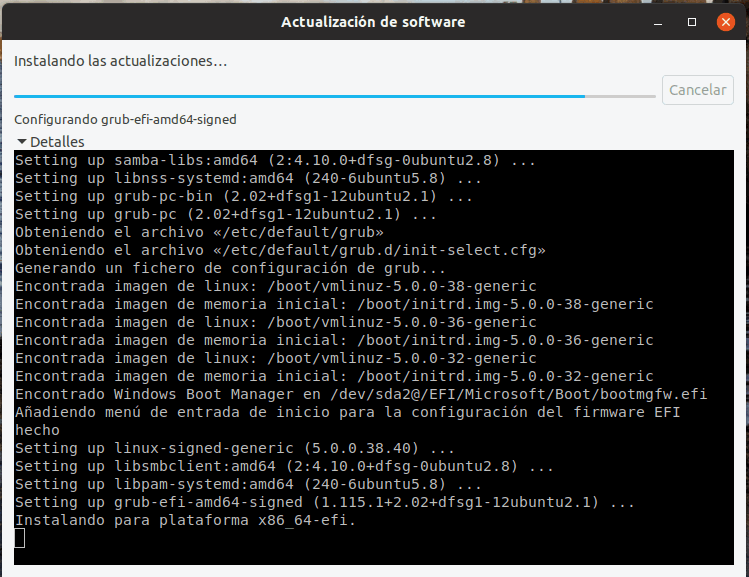 Actualización de software
Instalando las actualizaciones…
Cancelar
Configurando grub-efi-amd64-signed
Detalles
Setting up samba-libs:amd64 (2:4.10.0+dfsg-0ubuntu2.8) ...
Setting up libnss-systemd:amd64 (240-6ubuntu5.8) ...
Setting up grub-pc-bin (2.02+dfsg1-12ubuntu2.1) ...
Setting up grub-pc (2.02+dfsg1-12ubuntu2.1) ...
Obteniendo el archivo «/etc/default/grub»
Obteniendo el archivo «/etc/default/grub.d/init-select.cfg»
Generando un fichero de configuración de grub...
Encontrada imagen de linux: /boot/vmlinuz-5.0.0-38-generic
Encontrada imagen de memoria inicial: /boot/initrd.img-5.0.0-38-generic
Encontrada imagen de linux: /boot/vmlinuz-5.0.0-36-generic
Encontrada imagen de memoria inicial: /boot/initrd.img-5.0.0-36-generic
Encontrada imagen de linux: /boot/vmlinuz-5.0.0-32-generic
Encontrada imagen de memoria inicial: /boot/initrd.img-5.0.0-32-generic
Encontrado Windows Boot Manager en /dev/sda2@/EFI/Microsoft/Boot/bootmgfw.efi
Añadiendo menú de entrada de inicio para la configuración del firmware EFI
hecho
Setting up linux-signed-generic (5.0.0.38.40) ...
Setting up libsmbclient:amd64 (2:4.10.0+dfsg-0ubuntu2.8) ...
Setting up libpam-systemd:amd64 (240-6ubuntu5.8) ...
Setting up grub-efi-amd64-signed (1.115.1+2.02+dfsg1-12ubuntu2.1) ...
Instalando para plataforma x86_64-efi.